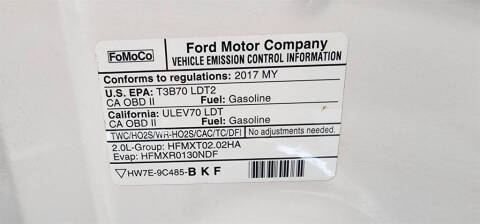 FoMoCo
Ford Motor Company
VEHICLE EMISSION CONTROL INFORMATION
Conforms to regulations: 2017 MY
U.S. EPA: T3B70 LDT2
CA OBD II Fuel: Gasoline
California: ULEV70 LDT
CA OBD II Fuel: Gasoline
TWC/HO2S/WR-HO2S/CAC/TC/DFI No adjustments needed.
2.0L-Group: HFMXT02.02HA
Evap: HFMXR0130NDF
HW7E-9C485-BKF